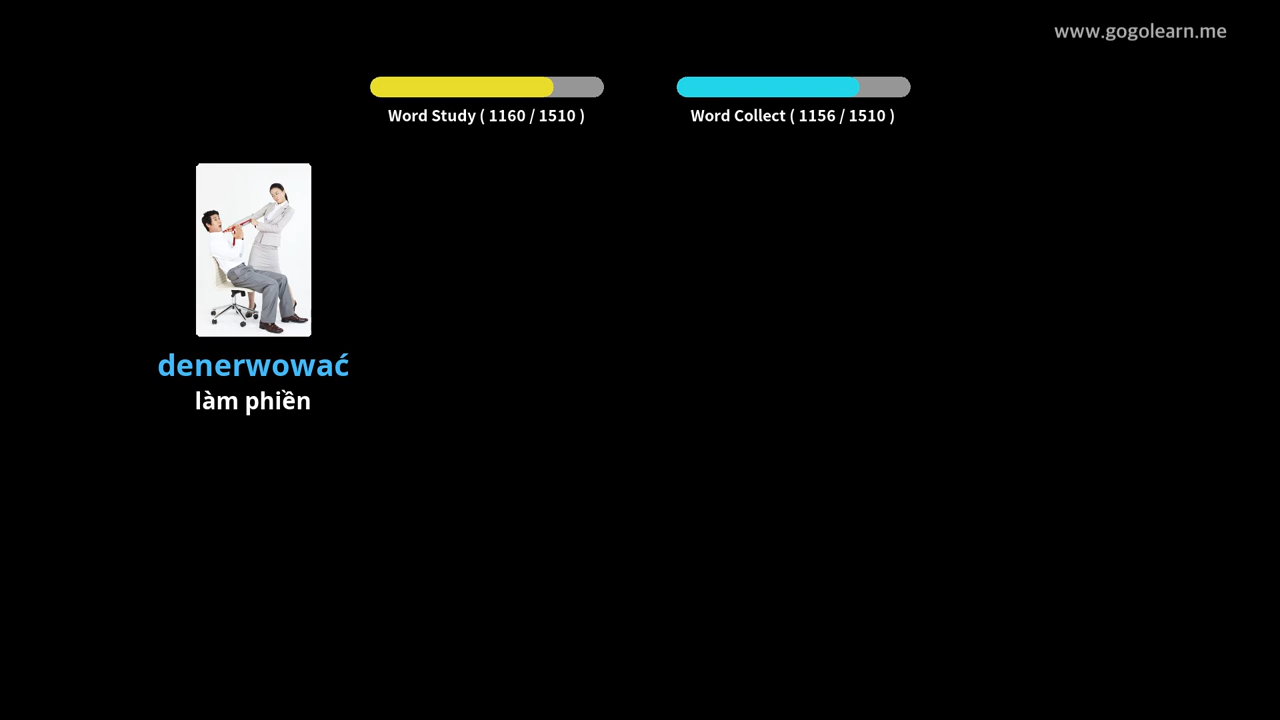 www.gogolearn.me
Word Study ( 1160 / 1510 )
Word Collect ( 1156 / 1510 )
denerwować
làm phiền